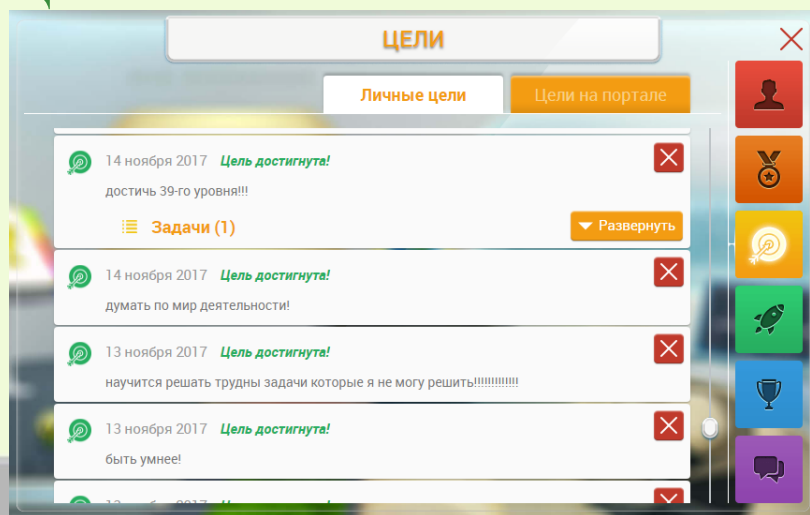 ЦЕЛИ
Личные цели
Цели на портале
14 ноября 2017 Цель достигнута!
достичь 39-го уровня!!!
Задачи (1)
Развернуть
14 ноября 2017 Цель достигнута!
думать по мир деятельности!
13 ноября 2017 Цель достигнута!
научится решать трудны задачи которые я не могу решить!!!!!!!!!!!!!
13 ноября 2017 Цель достигнута!
быть умнее!